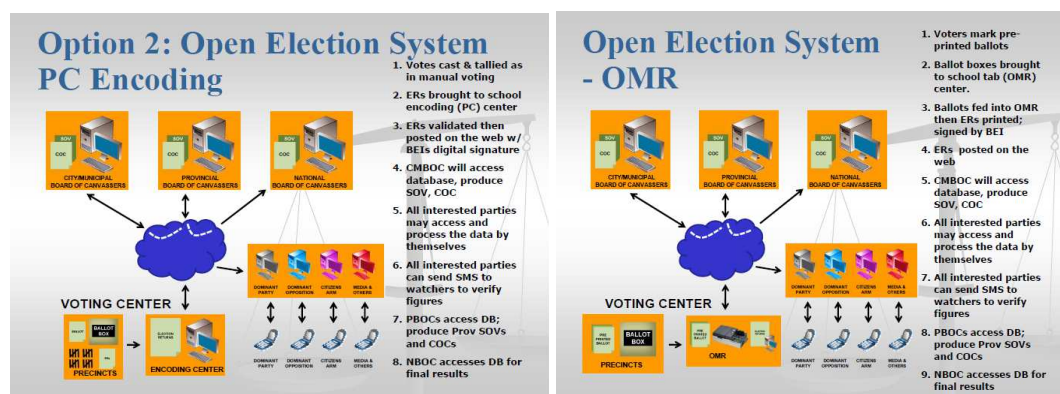 Option 2: Open Election System
PC Encoding
1. Votes cast & tallied as
in manual voting
2. ERs brought to school
encoding (PC) center
3. ERs validated then
posted on the web w/
BEIs digital signature
4. CMBOC will access
database, produce
SOV, COC
5. All interested parties
may access and
process the data by
themselves
6. All interested parties
can send SMS to
watchers to verify
figures
7. PBOCs access DB;
produce Prov SOVs
and COCs
8. NBOC accesses DB for
final results
SOV
COC
CITY/MUNICIPAL
BOARD OF CANVASSERS
SOV
COC
PROVINCIAL
BOARD OF CANVASSERS
SOV
COC
NATIONAL
BOARD OF CANVASSERS
DOMINANT
PARTY
DOMINANT
OPPOSITION
CITIZENS
ARM
MEDIA &
OTHERS
VOTING CENTER
BALLOT
BOX
PRECINCTS
ELECTION
RETURNS
ENCODING CENTER
DOMINANT
PARTY
DOMINANT
OPPOSITION
CITIZENS
ARM
MEDIA &
OTHERS
Open Election System
- OMR
1. Voters mark pre-
printed ballots
2. Ballot boxes brought
to school tab (OMR)
center.
3. Ballots fed into OMR
then ERs printed;
signed by BEI
4. ERs posted on the
web
5. CMBOC will access
database, produce
SOV, COC
6. All interested parties
may access and
process the data by
themselves
7. All interested parties
can send SMS to
watchers to verify
figures
8. PBOCs access DB;
produce Prov SOVs
and COCs
9. NBOC accesses DB for
final results
SOV
COC
CITY/MUNICIPAL
BOARD OF CANVASSERS
SOV
COC
PROVINCIAL
BOARD OF CANVASSERS
SOV
COC
NATIONAL
BOARD OF CANVASSERS
DOMINANT
PARTY
DOMINANT
OPPOSITION
CITIZENS
ARM
MEDIA &
OTHERS
VOTING CENTER
PRE
PRINTED
BALLOT
BALLOT
BOX
PRECINCTS
PRE
PRINTED
BALLOT
OMR
DOMINANT
PARTY
DOMINANT
OPPOSITION
CITIZENS
ARM
MEDIA &
OTHERS